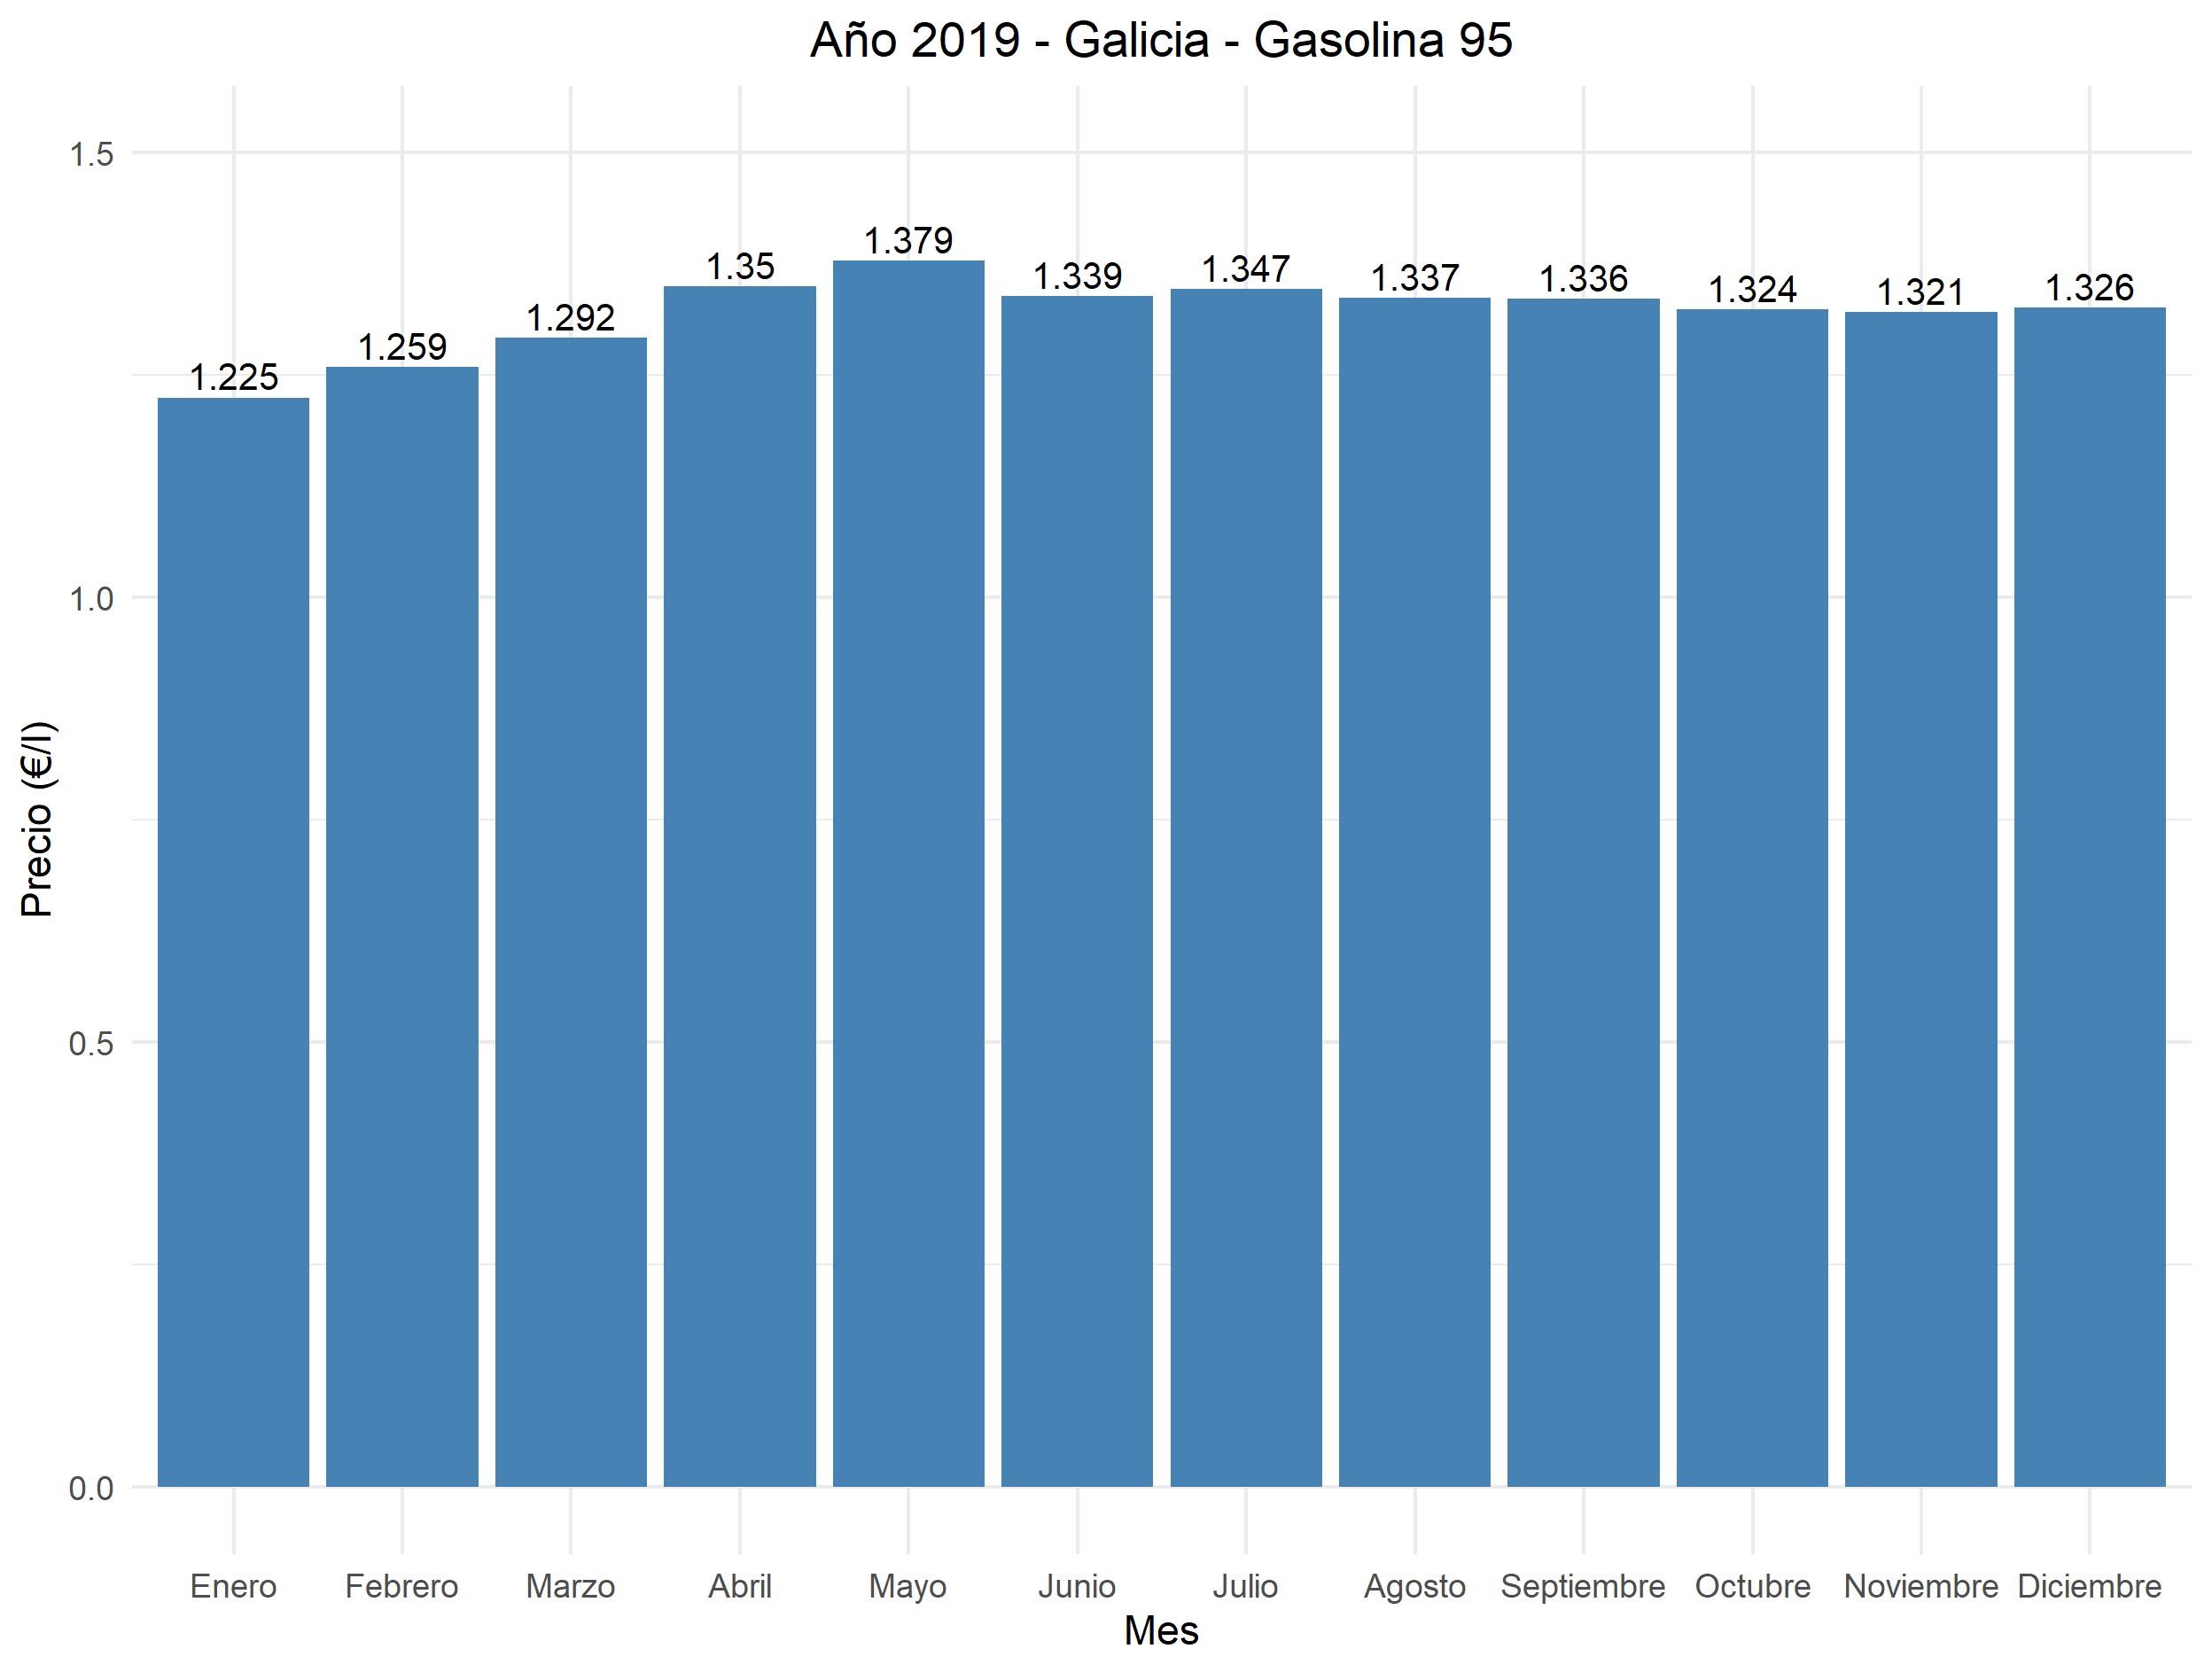 Año 2019 - Galicia - Gasolina 95
1.5
1.0
0.5
0.0
Precio (€/l)
1.225
1.259
1.292
1.35
1.379
1.339
1.347
1.337
1.336
1.324
1.321
1.326
Enero
Febrero
Marzo
Abril
Mayo
Junio
Julio
Agosto
Septiembre
Octubre
Noviembre
Diciembre
Mes